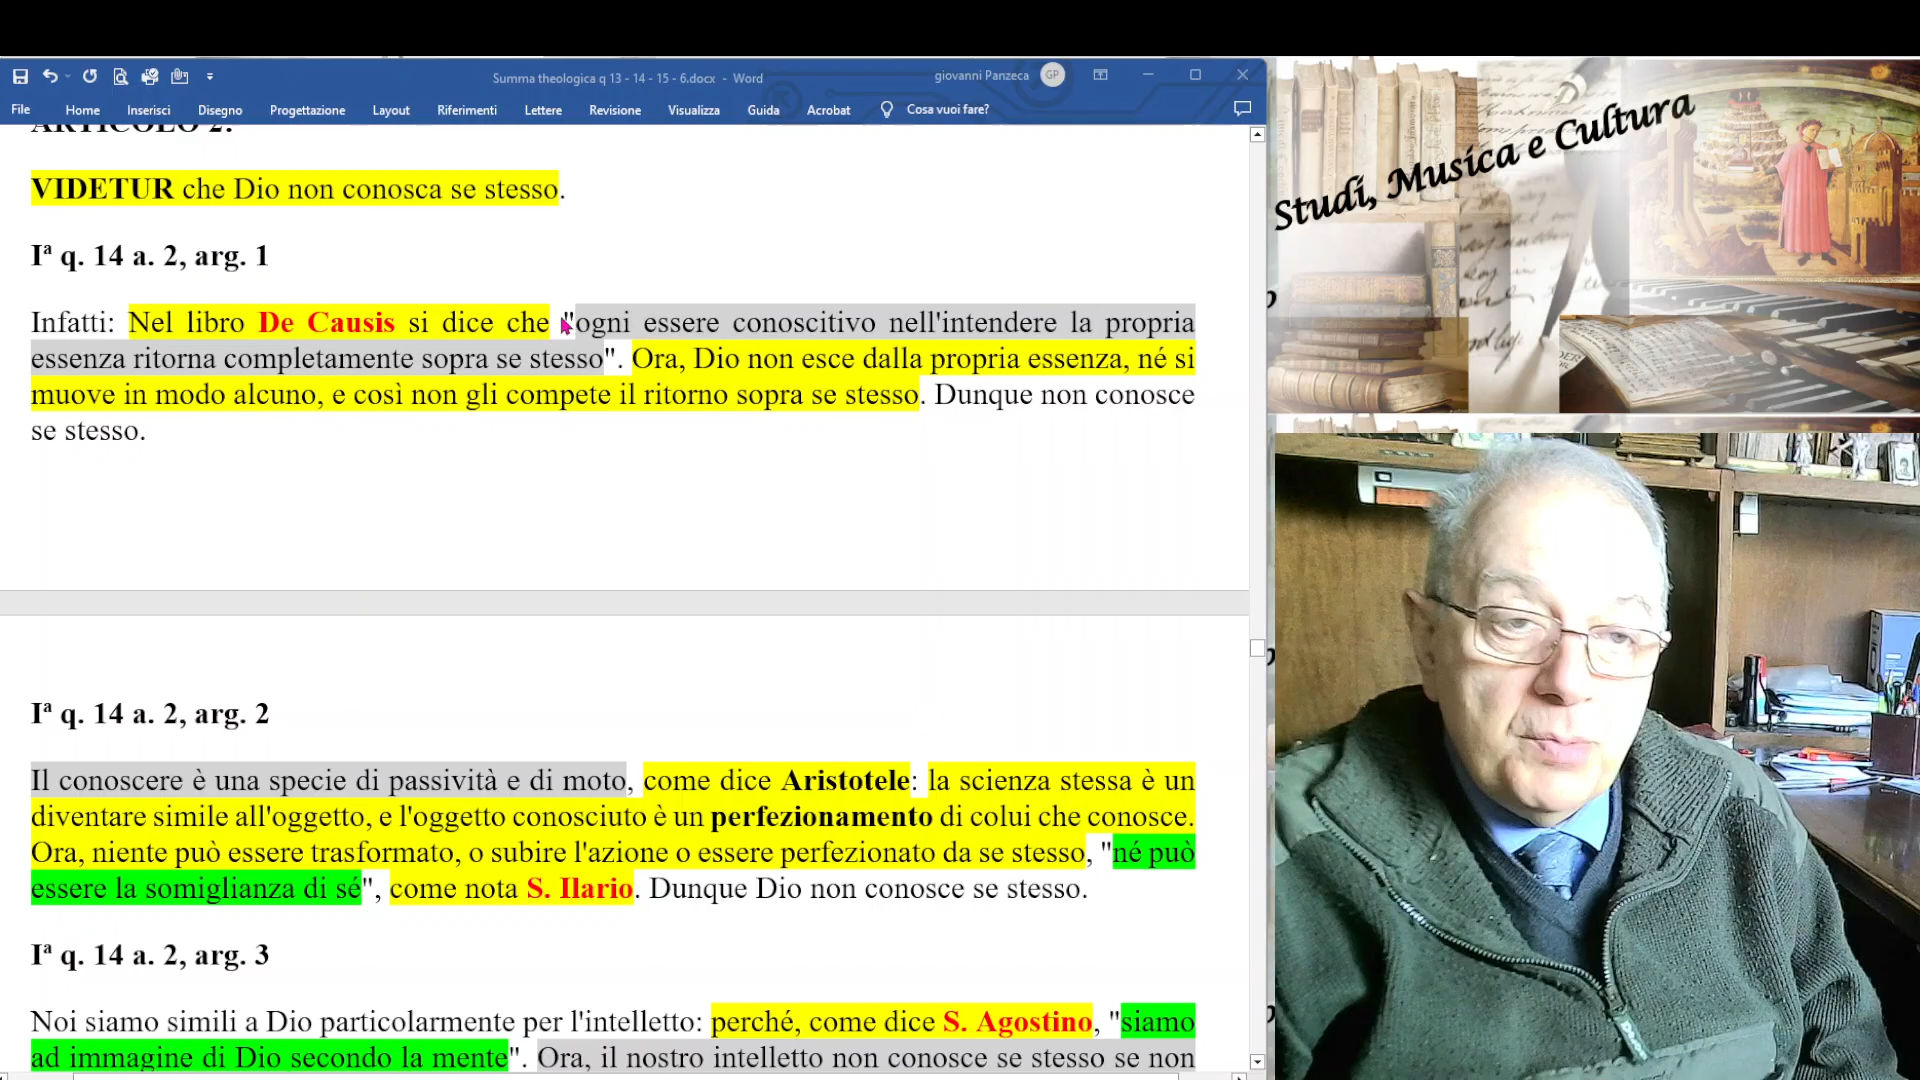 Summa theologica q 13 - 14 - 15 - 6.docx - Word
giovanni Panzeca
GP
File Home Inserisci Disegno Progettazione Layout Riferimenti Lettere Revisione Visualizza Guida Acrobat Cosa vuoi fare?
ARTICOLO 2:
VIDETUR che Dio non conosca se stesso.
Iª q. 14 a. 2, arg. 1
Infatti: Nel libro De Causis si dice che "ogni essere conoscitivo nell'intendere la propria
essenza ritorna completamente sopra se stesso". Ora, Dio non esce dalla propria essenza, né si
muove in modo alcuno, e così non gli compete il ritorno sopra se stesso. Dunque non conosce
se stesso.
Iª q. 14 a. 2, arg. 2
Il conoscere è una specie di passività e di moto, come dice Aristotele: la scienza stessa è un
diventare simile all'oggetto, e l'oggetto conosciuto è un perfezionamento di colui che conosce.
Ora, niente può essere trasformato, o subire l'azione o essere perfezionato da se stesso, "né può
essere la somiglianza di sé", come nota S. Ilario. Dunque Dio non conosce se stesso.
Iª q. 14 a. 2, arg. 3
Noi siamo simili a Dio particolarmente per l'intelletto: perché, come dice S. Agostino, "siamo
ad immagine di Dio secondo la mente". Ora, il nostro intelletto non conosce se stesso se non
Studi, Musica e Cultura